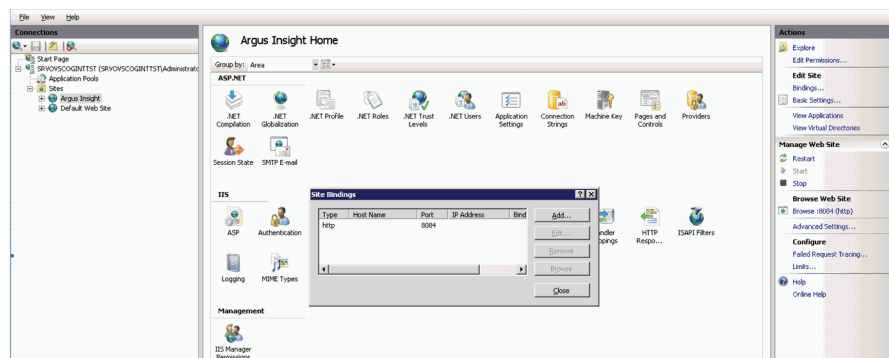 File View Help
Connections
Start Page
SRVOVSCOGINTTST (SRVOVSCOGINTTST\Administrato
Application Pools
Sites
Argus Insight
Default Web Site
Argus Insight Home
Group by: Area
ASP.NET
.NET Compilation
.NET Globalization
.NET Profile
.NET Roles
.NET Trust Levels
.NET Users
Application Settings
Connection Strings
Machine Key
Pages and Controls
Providers
Session State
SMTP E-mail
IIS
ASP
Authentication
HTTP Respo...
ISAPI Filters
Logging
MIME Types
Management
IIS Manager Permissions
Site Bindings
Type Host Name Port IP Address Bind
http 8084
Add...
Edit...
Remove
Browse
Close
Actions
Explore
Edit Permissions...
Edit Site
Bindings...
Basic Settings...
View Applications
View Virtual Directories
Manage Web Site
Restart
Start
Stop
Browse Web Site
Browse :8084 (http)
Advanced Settings...
Configure
Failed Request Tracing...
Limits...
Help
Online Help